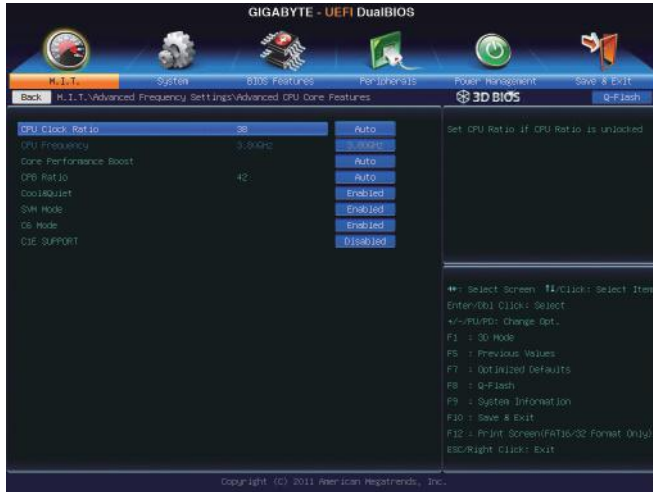 GIGABYTE - UEFI DualBIOS
M.I.T. System BIOS Features Peripherals Power Management Save & Exit
Back M.I.T.\Advanced Frequency Settings\Advanced CPU Core Features 3D BIOS Q-Flash
CPU Clock Ratio 38 Auto
CPU Frequency 3.80GHz 3.80GHz
Core Performance Boost Auto
CPB Ratio 42 Auto
Cool&Quiet Enabled
SVM Mode Enabled
C6 Mode Enabled
C1E SUPPORT Disabled
Set CPU Ratio if CPU Ratio is unlocked
↔: Select Screen ↑↓/Click: Select Item
Enter/Dbl Click: Select
+/-/PU/PD: Change Opt.
F1 : 3D Mode
F5 : Previous Values
F7 : Optimized Defaults
F8 : Q-Flash
F9 : System Information
F10 : Save & Exit
F12 : Print Screen(FAT16/32 Format Only)
ESC/Right Click: Exit
Copyright (C) 2011 American Megatrends, Inc.